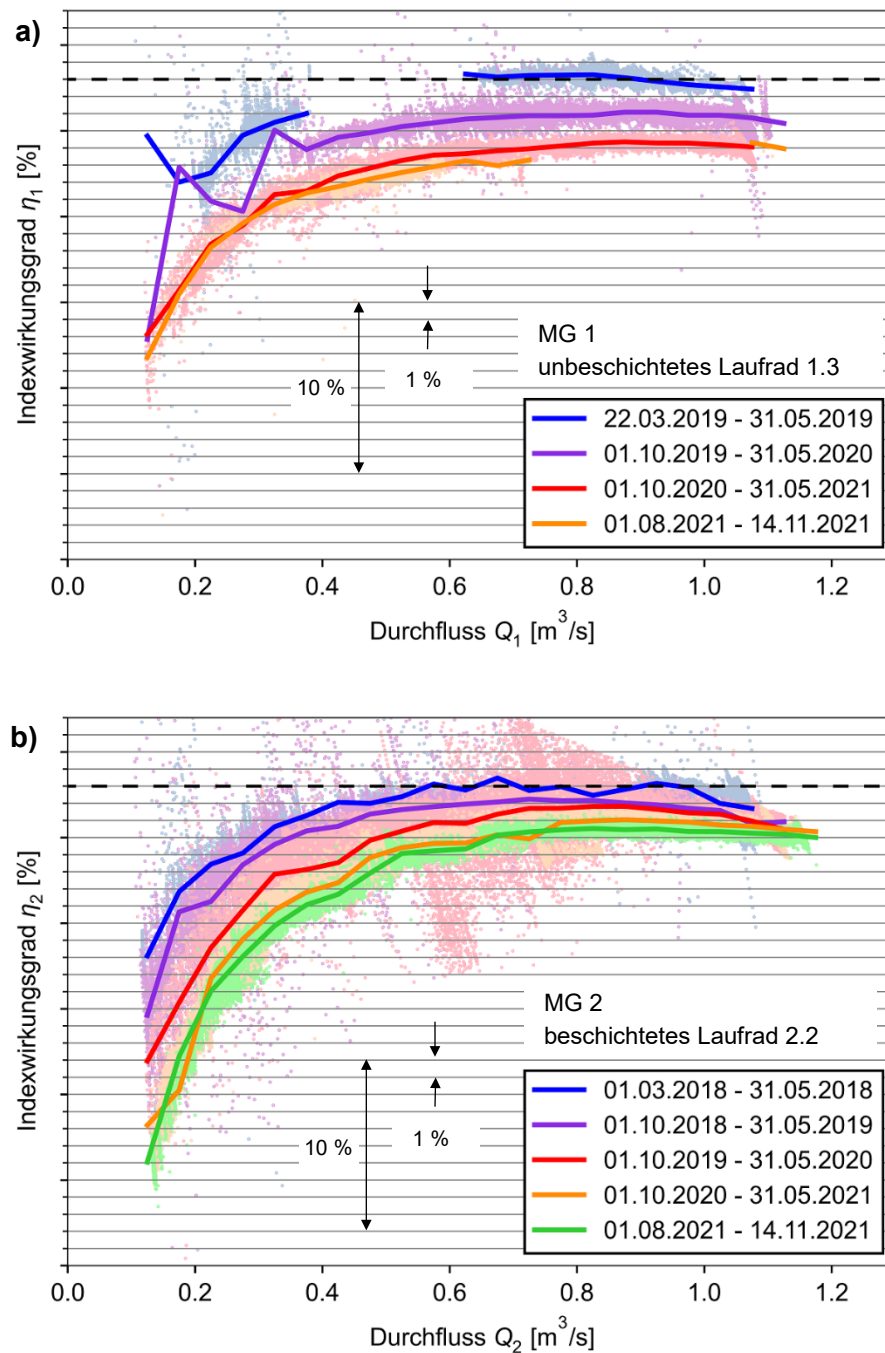 a)
Indexwirkungsgrad η1 [%]
10 %
1 %
MG 1
unbeschichtetes Laufrad 1.3
22.03.2019 - 31.05.2019
01.10.2019 - 31.05.2020
01.10.2020 - 31.05.2021
01.08.2021 - 14.11.2021
0.0 0.2 0.4 0.6 0.8 1.0 1.2
Durchfluss Q1 [m3/s]
b)
Indexwirkungsgrad η2 [%]
10 %
1 %
MG 2
beschichtetes Laufrad 2.2
01.03.2018 - 31.05.2018
01.10.2018 - 31.05.2019
01.10.2019 - 31.05.2020
01.10.2020 - 31.05.2021
01.08.2021 - 14.11.2021
0.0 0.2 0.4 0.6 0.8 1.0 1.2
Durchfluss Q2 [m3/s]